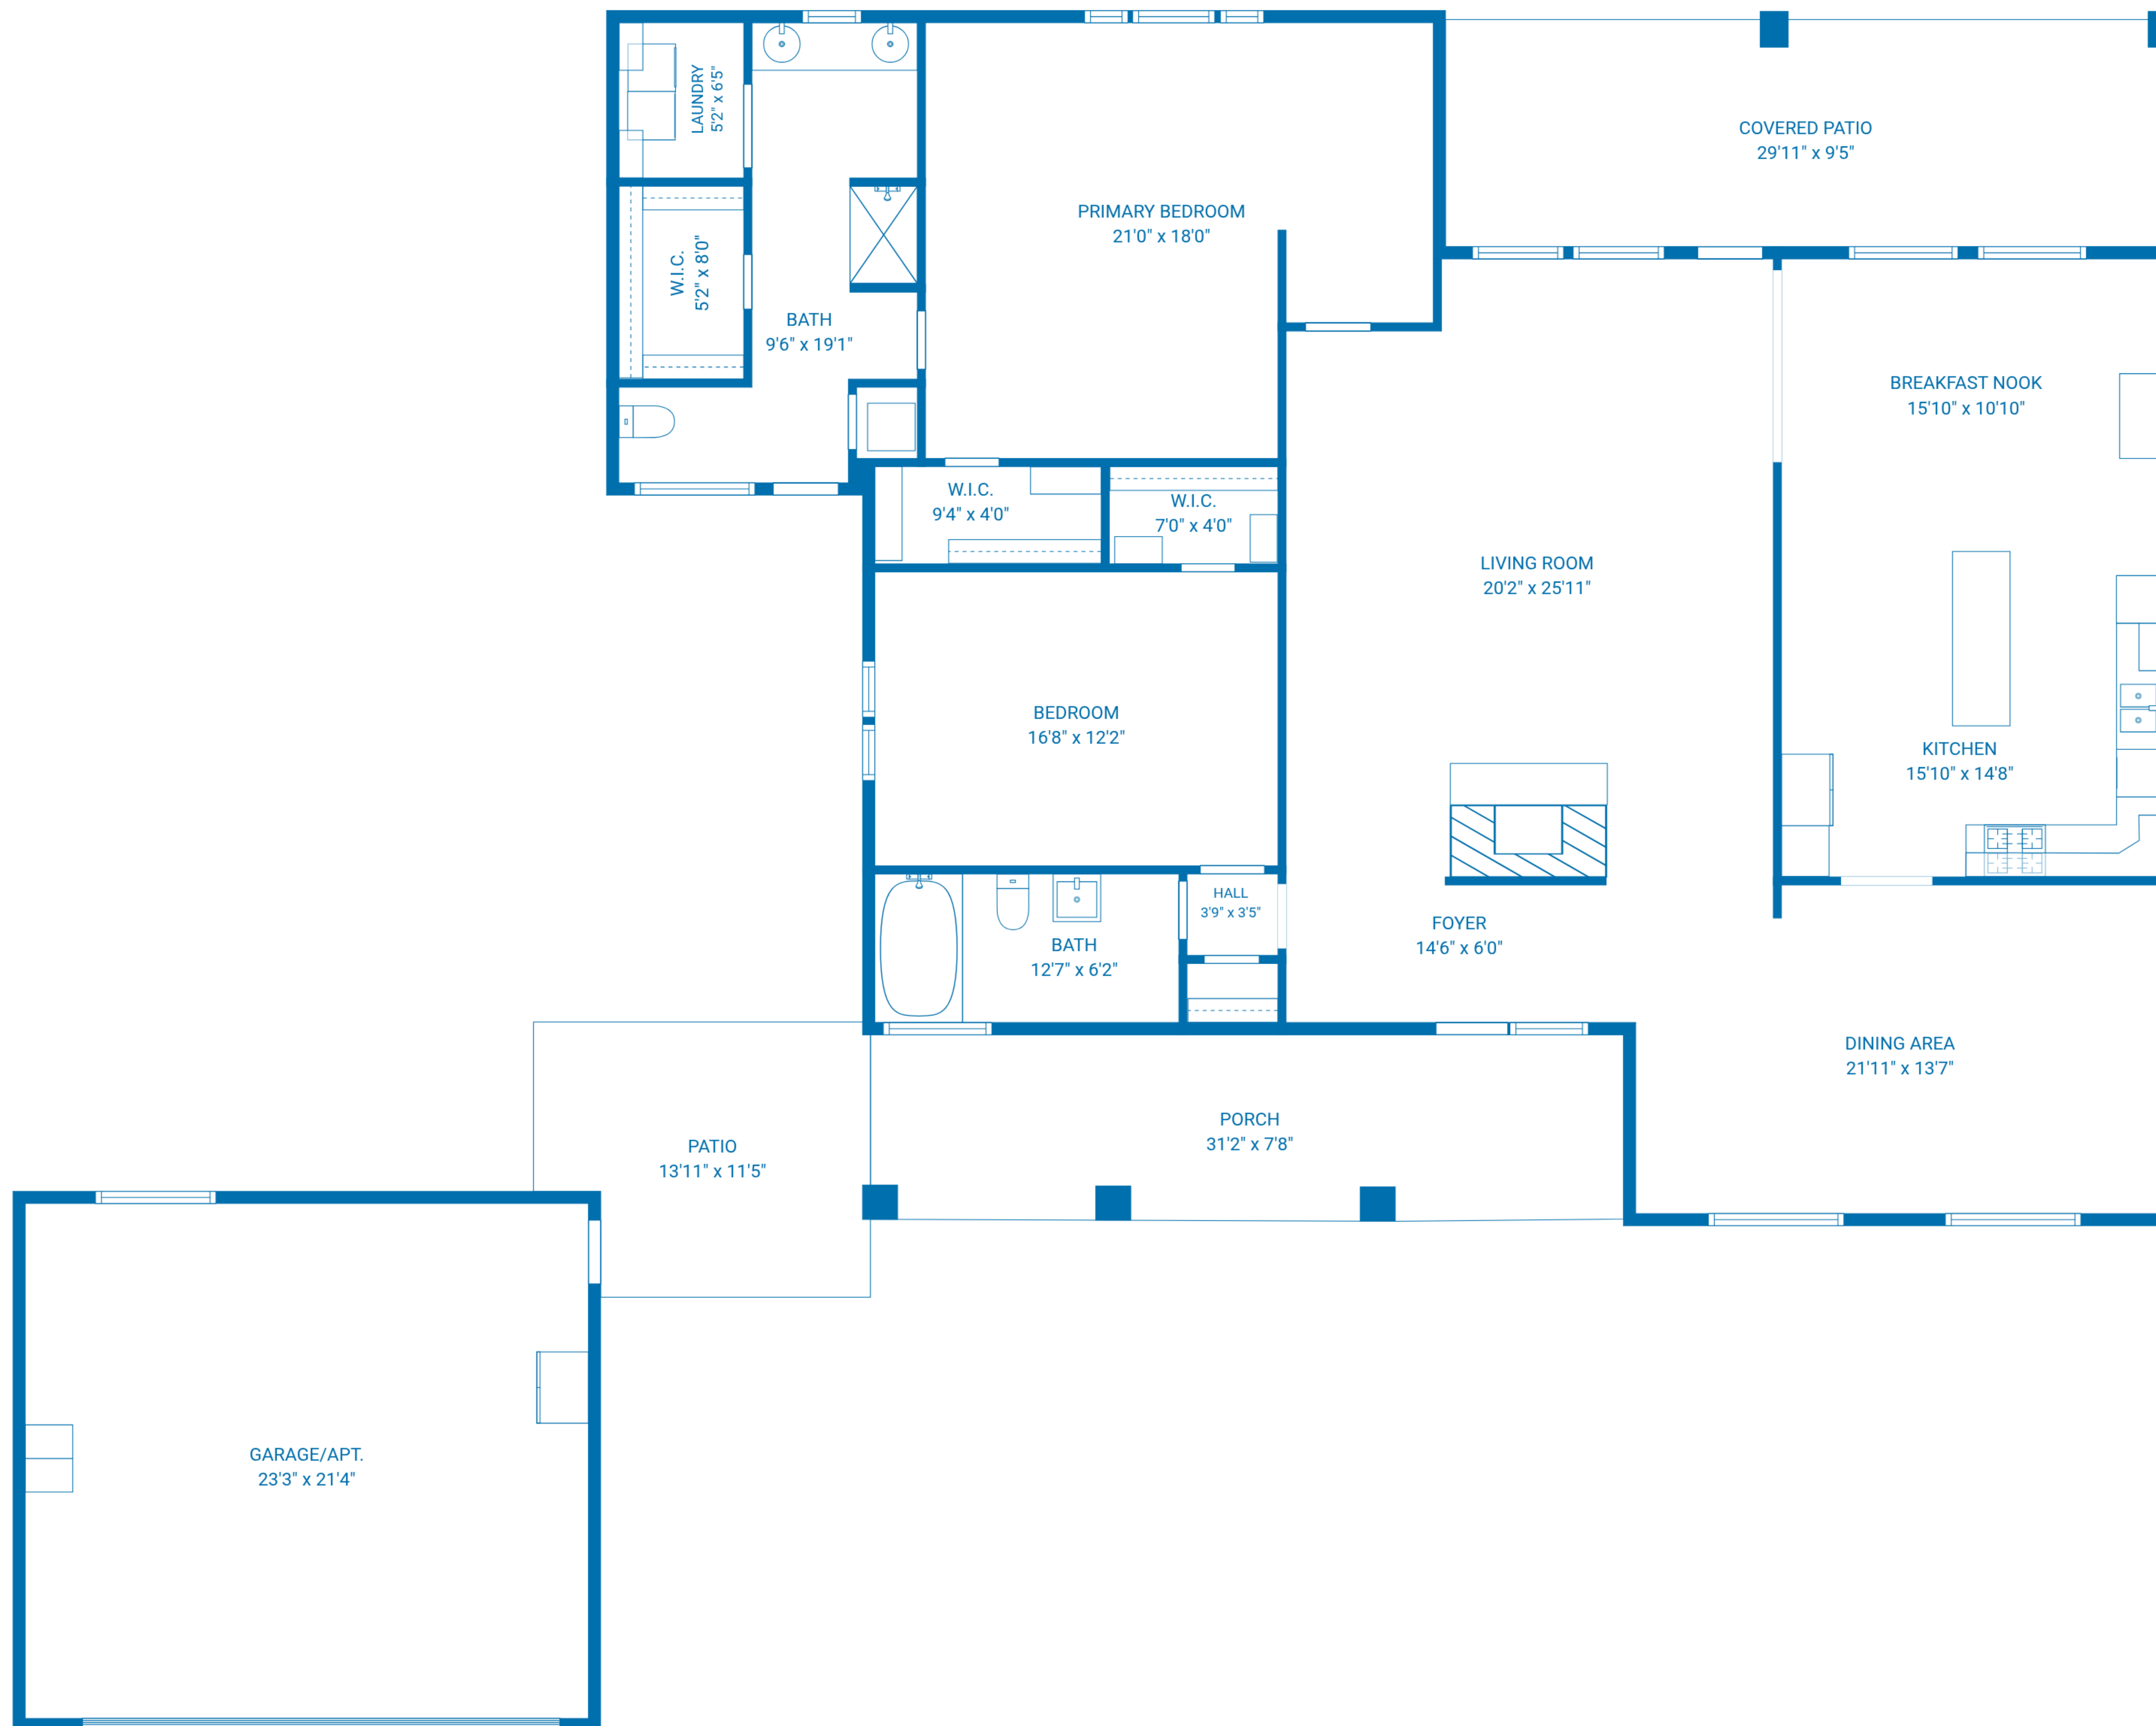 LAUNDRY
5'2" x 6'5"
COVERED PATIO
29'11" x 9'5"
PRIMARY BEDROOM
21'0" x 18'0"
W.I.C.
5'2" x 8'0"
BATH
9'6" x 19'1"
BREAKFAST NOOK
15'10" x 10'10"
W.I.C.
9'4" x 4'0"
W.I.C.
7'0" x 4'0"
LIVING ROOM
20'2" x 25'11"
BEDROOM
16'8" x 12'2"
KITCHEN
15'10" x 14'8"
HALL
3'9" x 3'5"
FOYER
14'6" x 6'0"
BATH
12'7" x 6'2"
DINING AREA
21'11" x 13'7"
PORCH
31'2" x 7'8"
PATIO
13'11" x 11'5"
GARAGE/APT.
23'3" x 21'4"